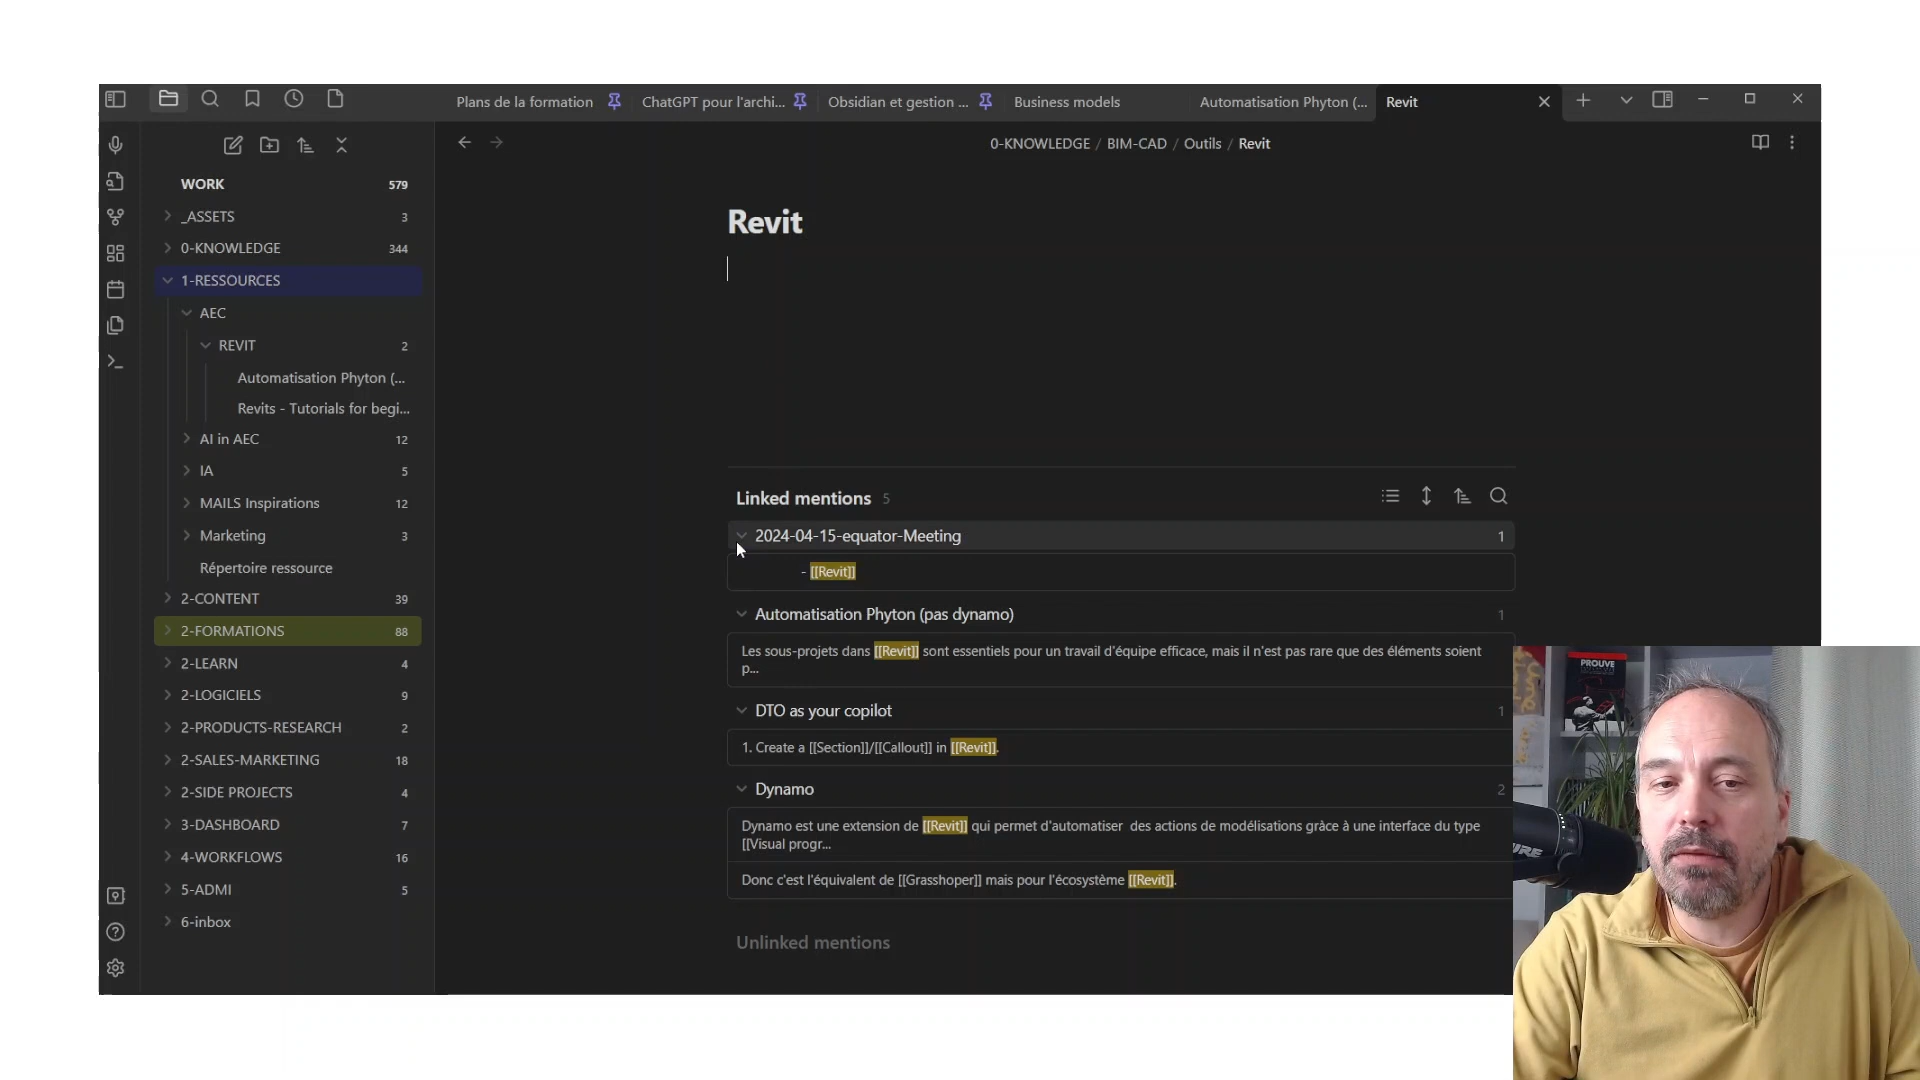 Plans de la formation
ChatGPT pour l'archi...
Obsidian et gestion ...
Business models
Automatisation Phyton (...
Revit
0-KNOWLEDGE / BIM-CAD / Outils / Revit
WORK 579
_ASSETS 3
0-KNOWLEDGE 344
1-RESSOURCES
AEC
REVIT 2
Automatisation Phyton (...
Revits - Tutorials for begi...
AI in AEC 12
IA 5
MAILS Inspirations 12
Marketing 3
Répertoire ressource
2-CONTENT 39
2-FORMATIONS 88
2-LEARN 4
2-LOGICIELS 9
2-PRODUCTS-RESEARCH 2
2-SALES-MARKETING 18
2-SIDE PROJECTS 4
3-DASHBOARD 7
4-WORKFLOWS 16
5-ADMI 5
6-inbox
Revit
Linked mentions 5
2024-04-15-equator-Meeting 1
- [[Revit]]
Automatisation Phyton (pas dynamo) 1
Les sous-projets dans [[Revit]] sont essentiels pour un travail d'équipe efficace, mais il n'est pas rare que des éléments soient
p...
DTO as your copilot 1
1. Create a [[Section]]/[[Callout]] in [[Revit]].
Dynamo 2
Dynamo est une extension de [[Revit]] qui permet d'automatiser des actions de modélisations grâce à une interface du type
[[Visual progr...
Donc c'est l'équivalent de [[Grasshoper]] mais pour l'écosystème [[Revit]].
Unlinked mentions
PROUVE